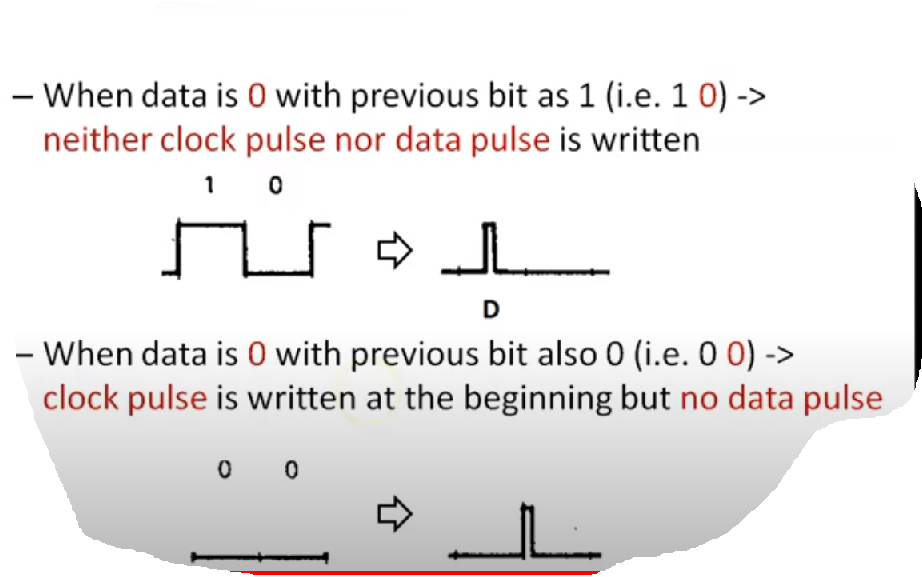 – When data is 0 with previous bit as 1 (i.e. 1 0) ->
neither clock pulse nor data pulse is written
1 0
D
– When data is 0 with previous bit also 0 (i.e. 0 0) ->
clock pulse is written at the beginning but no data pulse
0 0